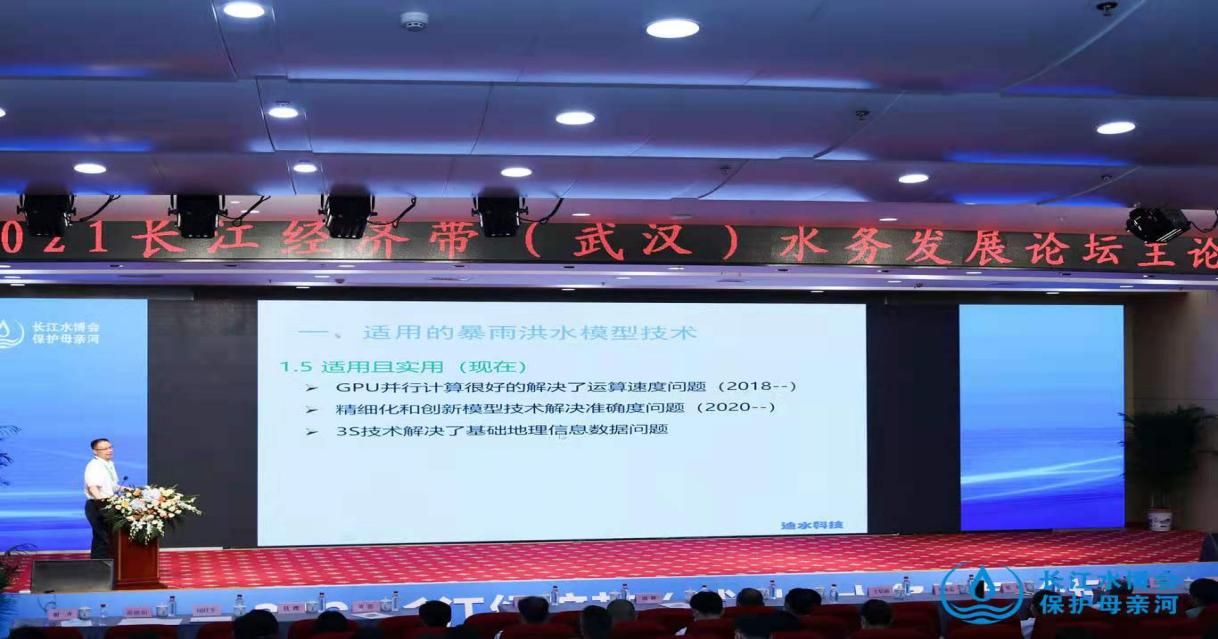 021长江经济带（武汉）水务发展论坛主论
长江水博会
保护母亲河
一、适用的暴雨洪水模型技术
1.5 适用且实用（现在）
➢ GPU并行计算很好的解决了运算速度问题（2018--）
➢ 精细化和创新模型技术解决准确度问题（2020--）
➢ 3S技术解决了基础地理信息数据问题
迪水科技
长江水博会
保护母亲河